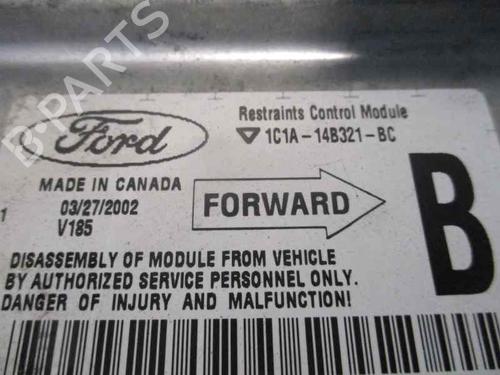 B-PARTS
Ford
Restraints Control Module
1C1A-14B321-BC
MADE IN CANADA
03/27/2002
1
V185
FORWARD
B
DISASSEMBLY OF MODULE FROM VEHICLE
BY AUTHORIZED SERVICE PERSONNEL ONLY.
DANGER OF INJURY AND MALFUNCTION!